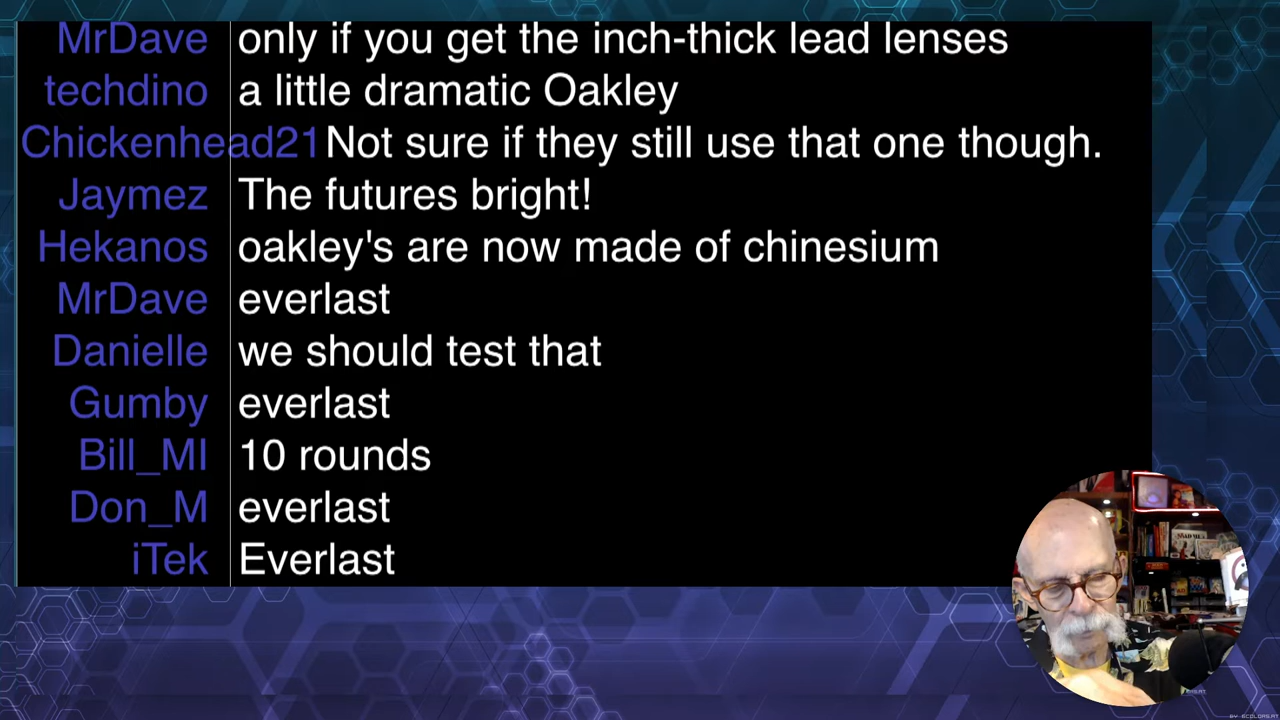 MrDave only if you get the inch-thick lead lenses
techdino a little dramatic Oakley
Chickenhead21 Not sure if they still use that one though.
Jaymez The futures bright!
Hekanos oakley's are now made of chinesium
MrDave everlast
Danielle we should test that
Gumby everlast
Bill_MI 10 rounds
Don_M everlast
iTek Everlast